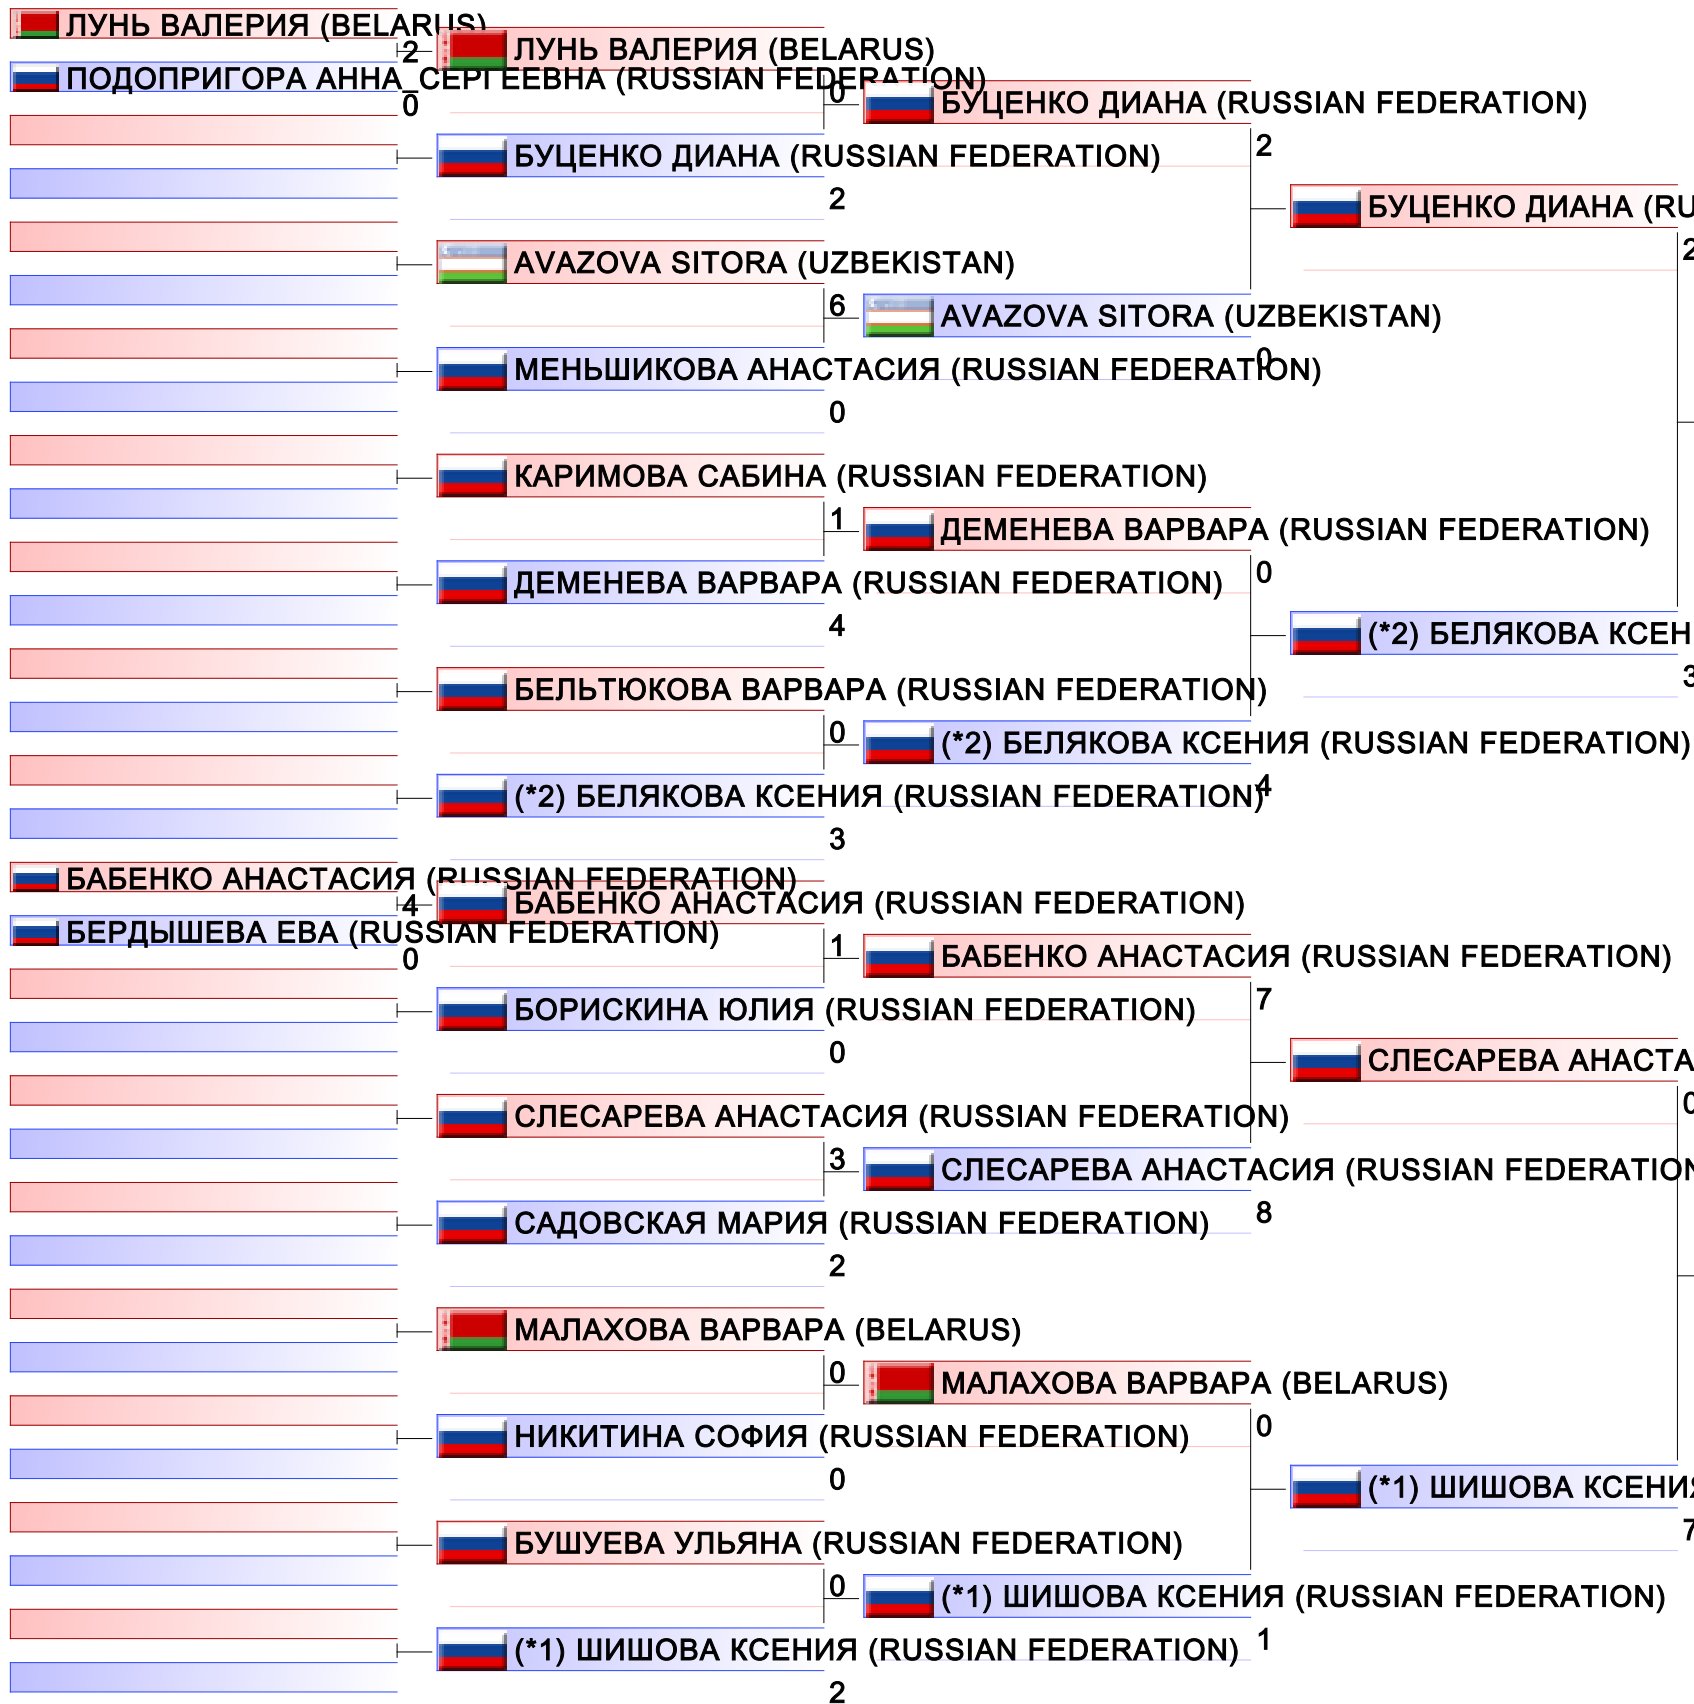 ЛУНЬ ВАЛЕРИЯ (BELARUS)
2
ПОДОПРИГОРА АННА_СЕРГЕЕВНА (RUSSIAN FEDERATION)
0
БАБЕНКО АНАСТАСИЯ (RUSSIAN FEDERATION)
4
БЕРДЫШЕВА ЕВА (RUSSIAN FEDERATION)
0
ЛУНЬ ВАЛЕРИЯ (BELARUS)
0
БУЦЕНКО ДИАНА (RUSSIAN FEDERATION)
2
AVAZOVA SITORA (UZBEKISTAN)
6
МЕНЬШИКОВА АНАСТАСИЯ (RUSSIAN FEDERATION)
0
КАРИМОВА САБИНА (RUSSIAN FEDERATION)
1
ДЕМЕНЕВА ВАРВАРА (RUSSIAN FEDERATION)
4
БЕЛЬТЮКОВА ВАРВАРА (RUSSIAN FEDERATION)
0
(*2) БЕЛЯКОВА КСЕНИЯ (RUSSIAN FEDERATION)
3
БАБЕНКО АНАСТАСИЯ (RUSSIAN FEDERATION)
1
БОРИСКИНА ЮЛИЯ (RUSSIAN FEDERATION)
0
СЛЕСАРЕВА АНАСТАСИЯ (RUSSIAN FEDERATION)
3
САДОВСКАЯ МАРИЯ (RUSSIAN FEDERATION)
2
МАЛАХОВА ВАРВАРА (BELARUS)
0
НИКИТИНА СОФИЯ (RUSSIAN FEDERATION)
0
БУШУЕВА УЛЬЯНА (RUSSIAN FEDERATION)
0
(*1) ШИШОВА КСЕНИЯ (RUSSIAN FEDERATION)
2
БУЦЕНКО ДИАНА (RUSSIAN FEDERATION)
2
AVAZOVA SITORA (UZBEKISTAN)
0
ДЕМЕНЕВА ВАРВАРА (RUSSIAN FEDERATION)
0
(*2) БЕЛЯКОВА КСЕНИЯ (RUSSIAN FEDERATION)
4
БАБЕНКО АНАСТАСИЯ (RUSSIAN FEDERATION)
7
СЛЕСАРЕВА АНАСТАСИЯ (RUSSIAN FEDERATION
8
МАЛАХОВА ВАРВАРА (BELARUS)
0
(*1) ШИШОВА КСЕНИЯ (RUSSIAN FEDERATION)
1
БУЦЕНКО ДИАНА (RU
2
(*2) БЕЛЯКОВА КСЕН
3
СЛЕСАРЕВА АНАСТА
0
(*1) ШИШОВА КСЕНИЯ
7